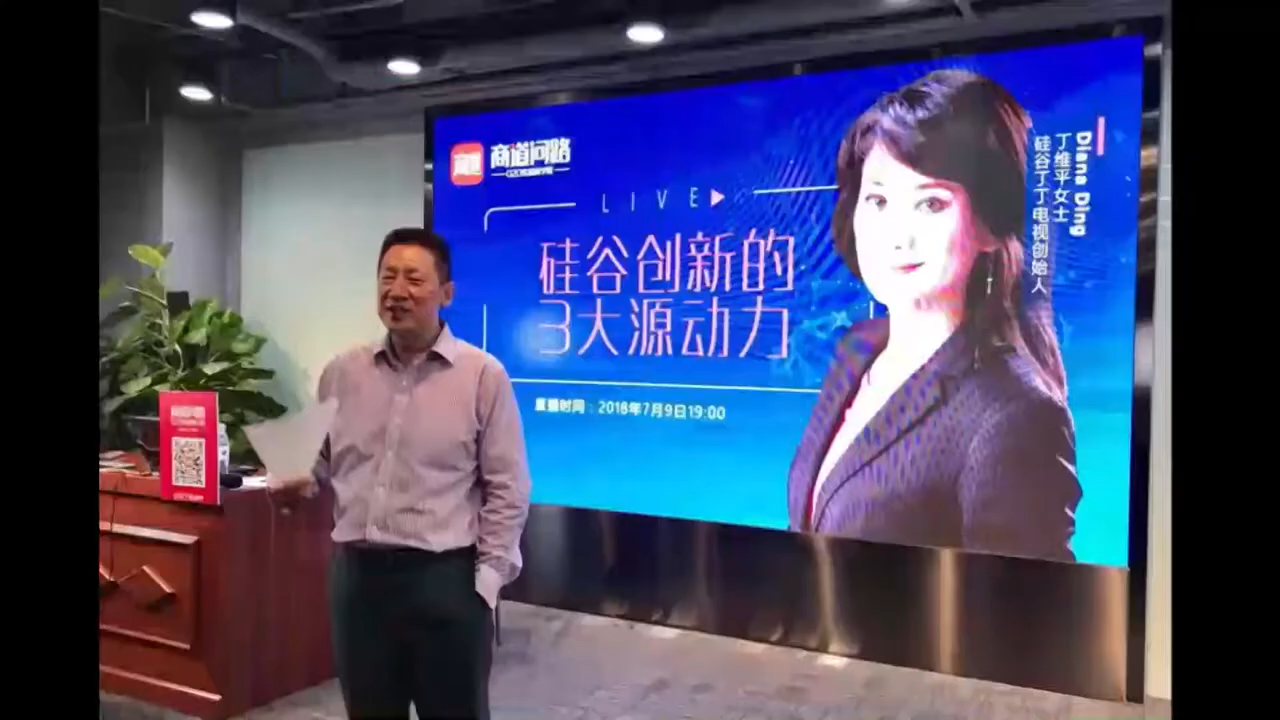 商道问路
LIVE
硅谷创新的
3大源动力
直播时间：2018年7月9日19:00
Diana Ding
丁维平女士
硅谷丁丁电视创始人